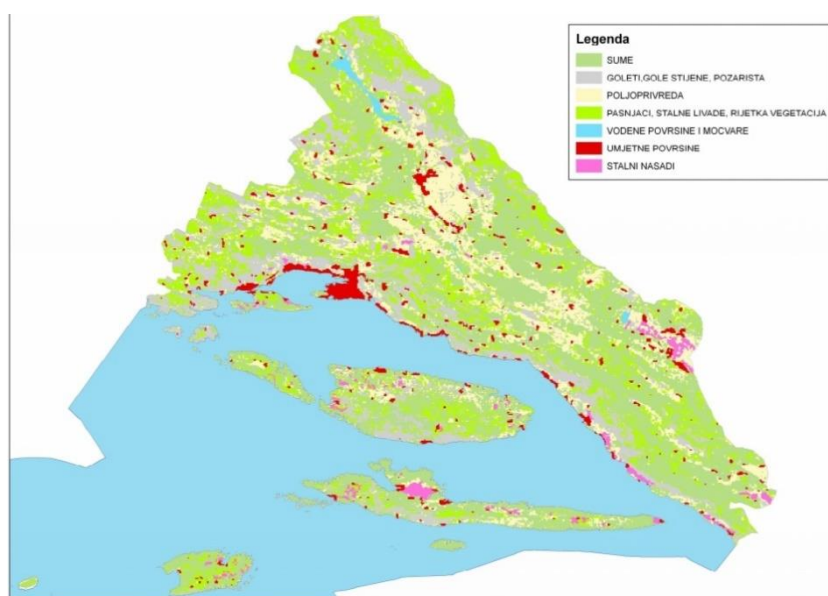 Legenda
SUME
GOLETI,GOLE STIJENE, POZARISTA
POLJOPRIVREDA
PASNJACI, STALNE LIVADE, RIJETKA VEGETACIJA
VODENE POVRSINE I MOCVARE
UMJETNE POVRSINE
STALNI NASADI